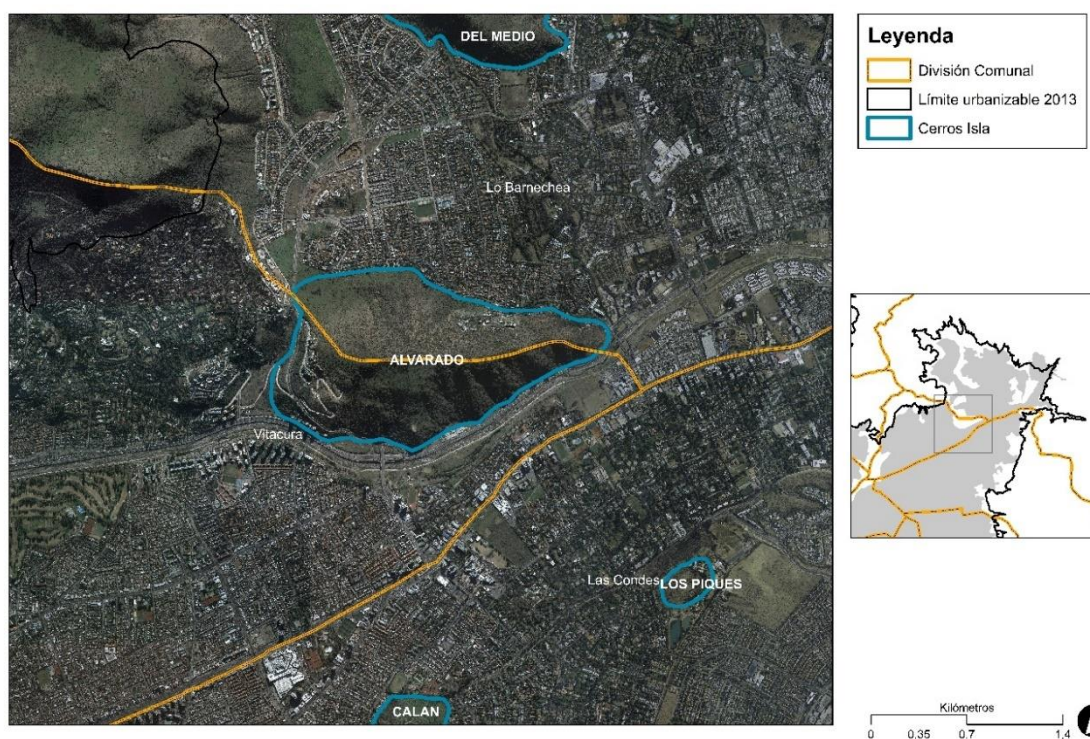 DEL MEDIO
Lo Barnechea
ALVARADO
Vitacura
Las Condes
LOS PIQUES
CALAN
Leyenda
División Comunal
Límite urbanizable 2013
Cerros Isla
Kilómetros
0 0.35 0.7 1.4